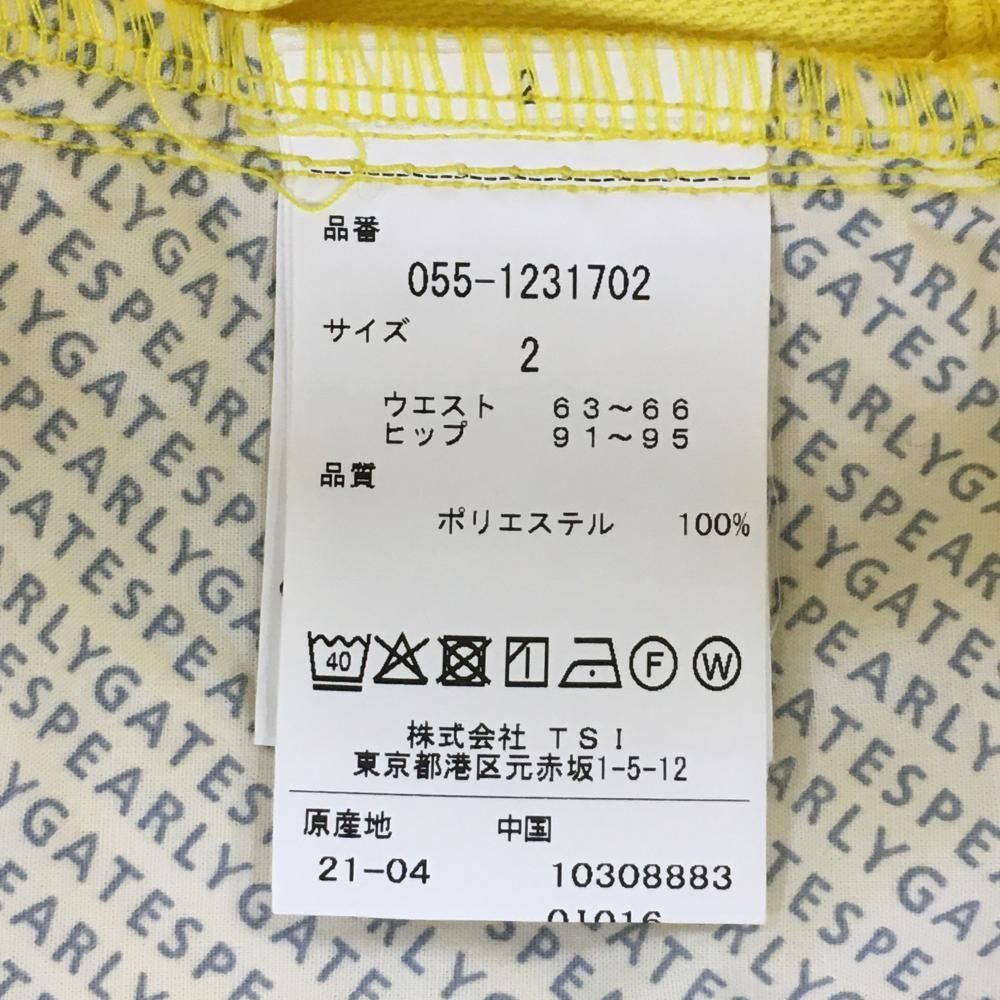 2
品番
055-1231702
サイズ
2
ウエスト 63~66
ヒップ 91~95
品質
ポリエステル 100%
40 F W
株式会社 TSI
東京都港区元赤坂1-5-12
原産地 中国
21-04 10308883
PEARLYGATES